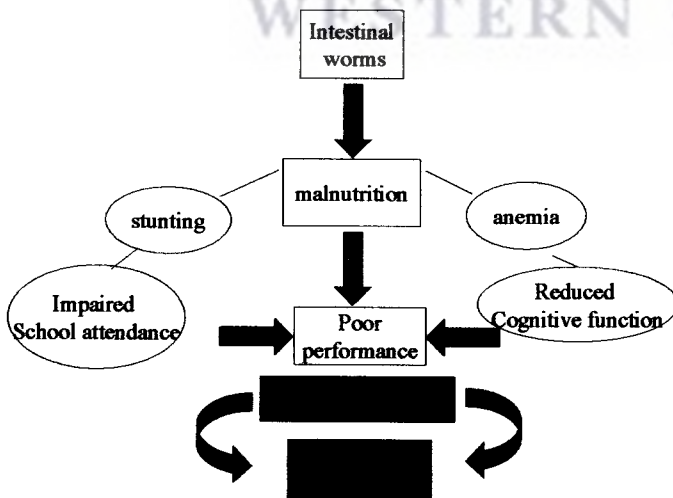 WESTERN
Intestinal
worms
malnutrition
stunting
anemia
Impaired
School attendance
Reduced
Cognitive function
Poor
performance